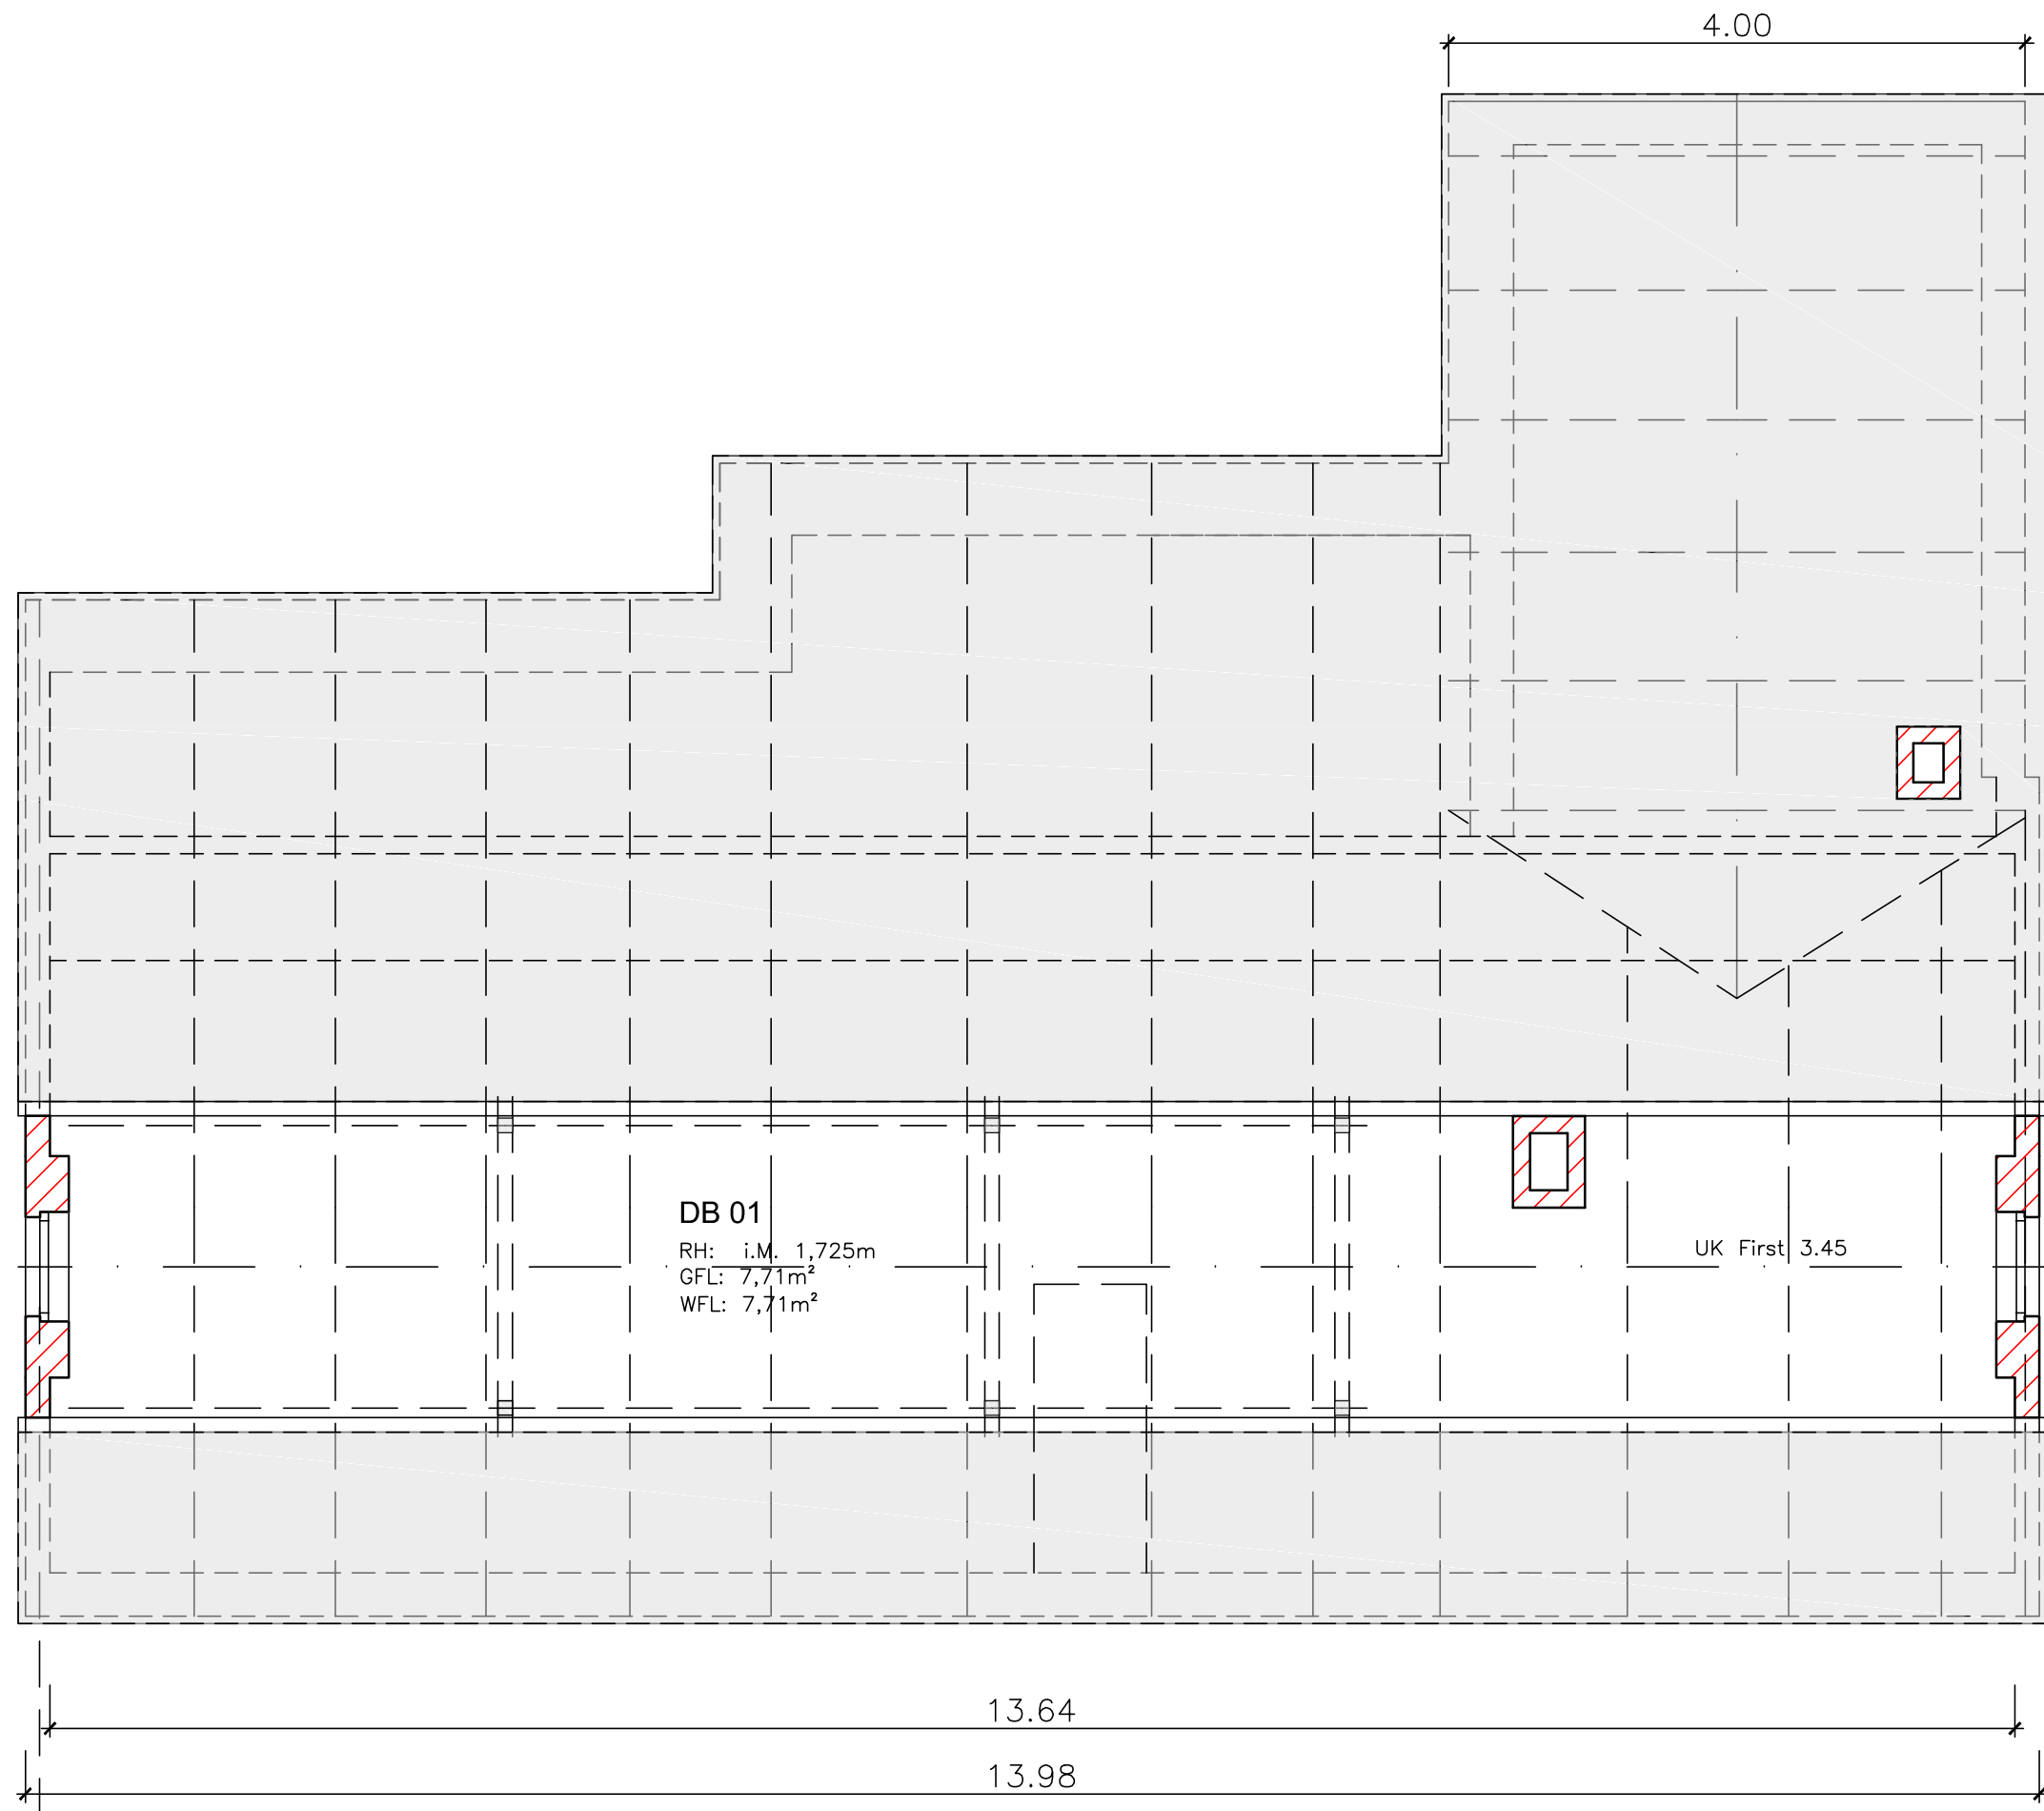 4.00
DB 01
RH: i.M. 1,725m
GFL: 7,71m²
WFL: 7,71m²
UK First 3.45
13.64
13.98